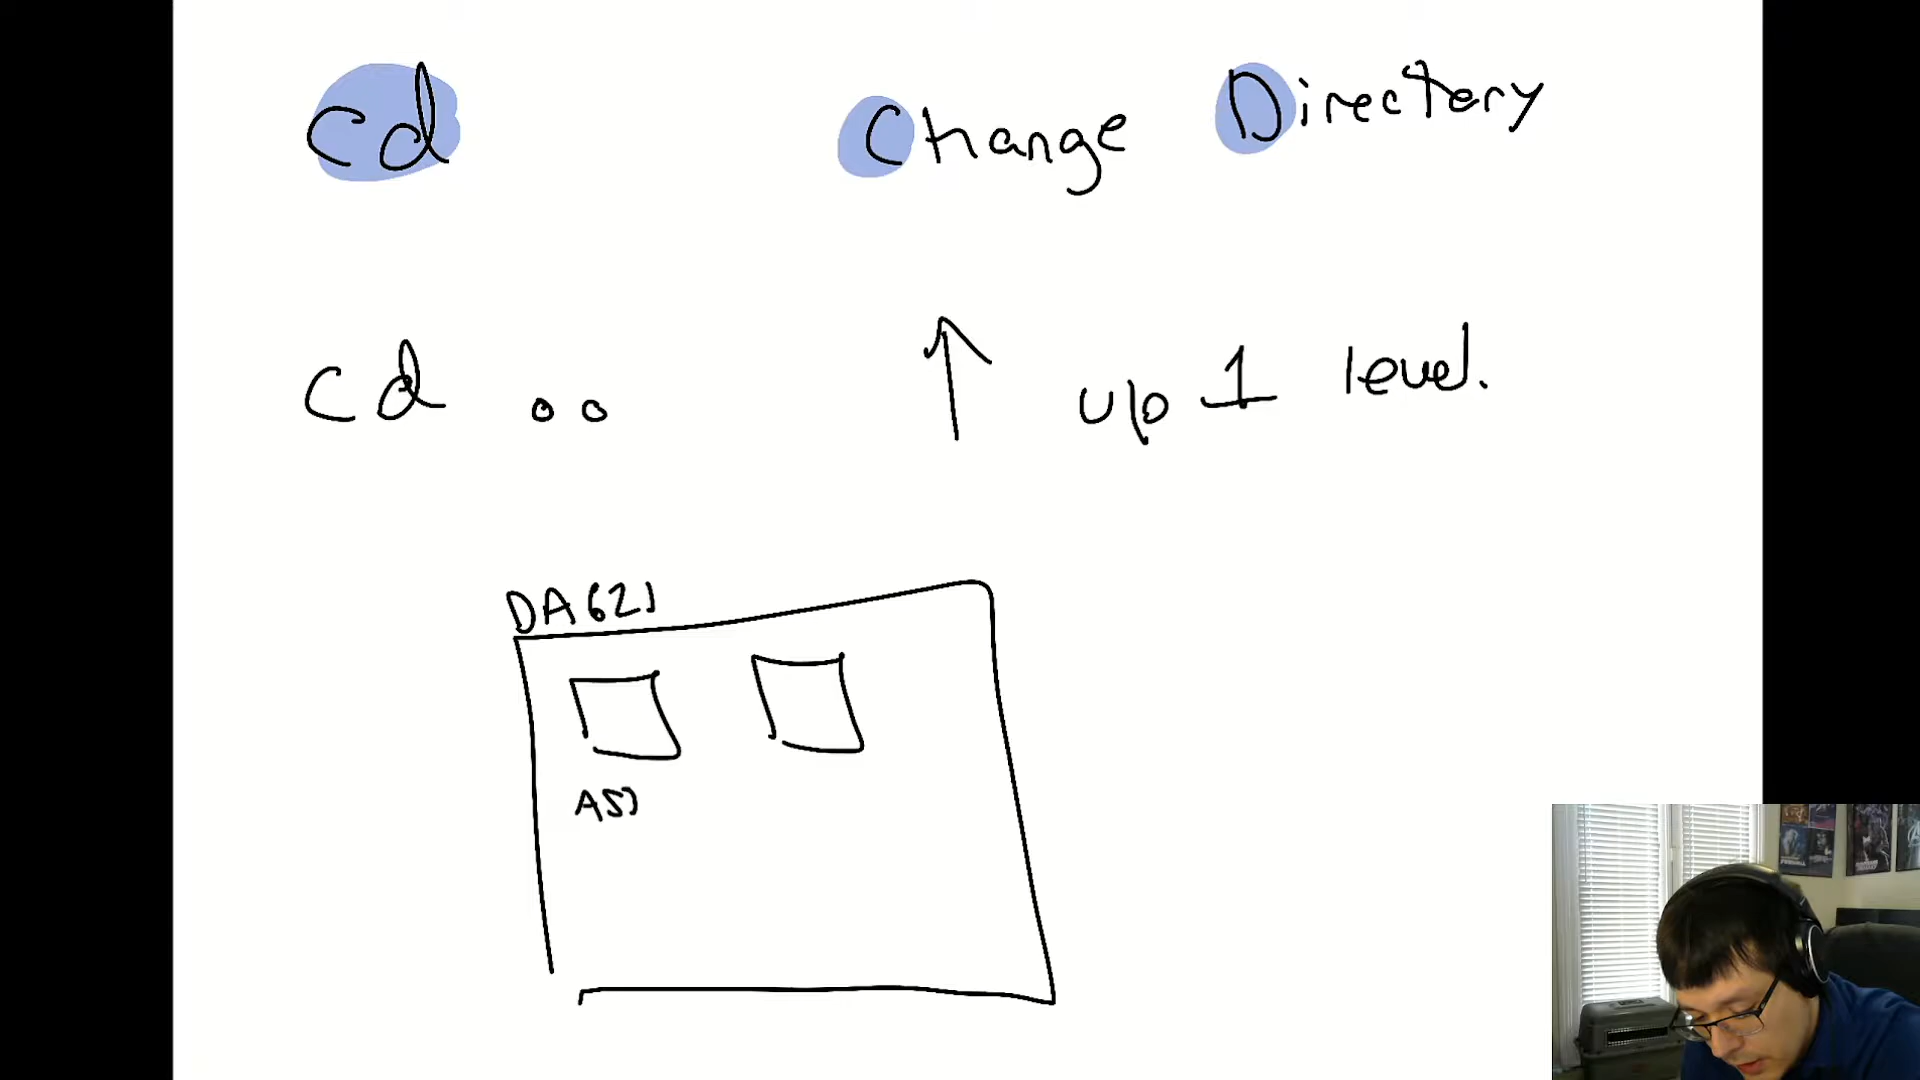 cd Change Directory
cd .. ↑ up 1 level.
DA621
AS1